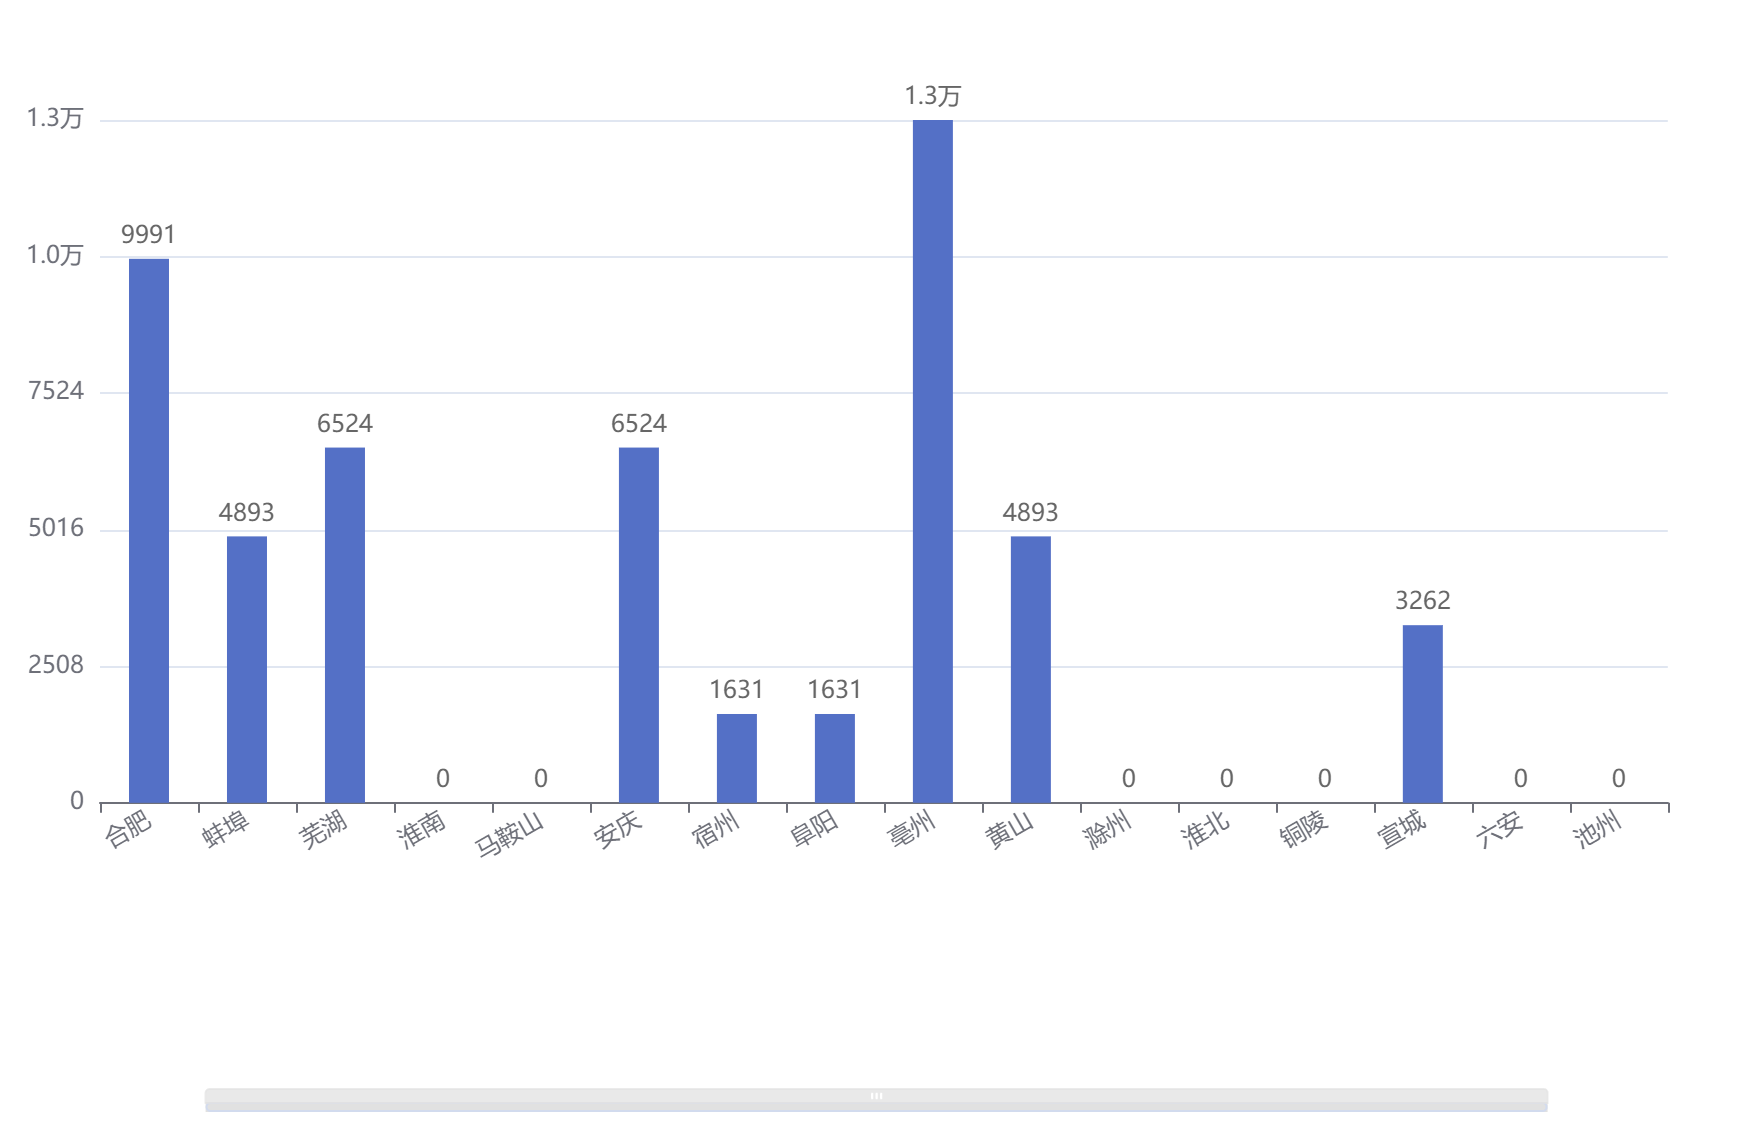 1.3万
1.0万
7524
5016
2508
0
9991
4893
6524
0
0
6524
1631
1631
1.3万
4893
0
0
0
3262
0
0
合肥
蚌埠
芜湖
淮南
马鞍山
安庆
宿州
阜阳
亳州
黄山
滁州
淮北
铜陵
宣城
六安
池州